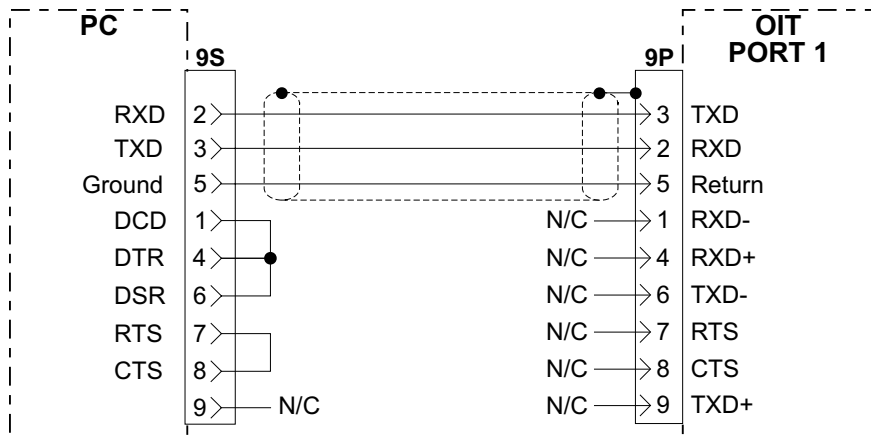 PC
OIT
PORT 1
9S
9P
RXD 2 3 TXD
TXD 3 2 RXD
Ground 5 5 Return
DCD 1 N/C 1 RXD-
DTR 4 N/C 4 RXD+
DSR 6 N/C 6 TXD-
RTS 7 N/C 7 RTS
CTS 8 N/C 8 CTS
9 N/C N/C 9 TXD+